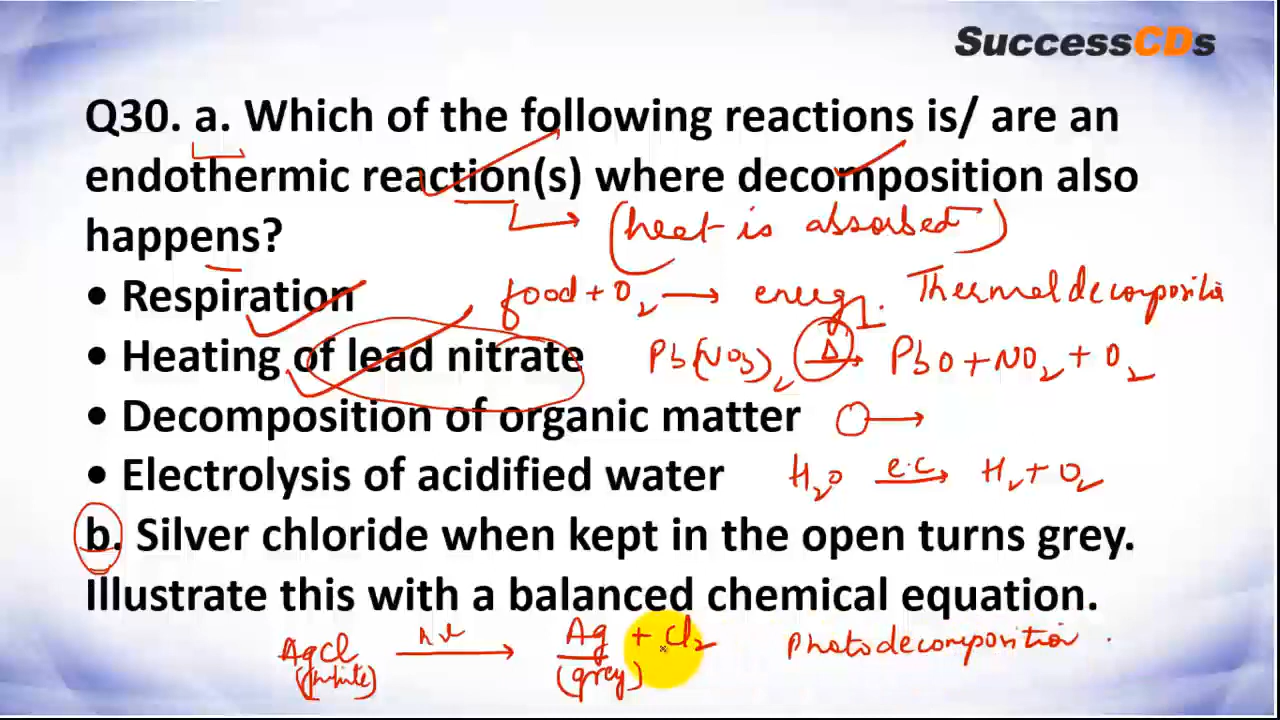 SuccessCDs
Q30. a. Which of the following reactions is/ are an
endothermic reaction(s) where decomposition also
happens?
(heet is absorbed)
• Respiration food + O2 → energy. Thermal decomposition
• Heating of lead nitrate Pb(NO3)2 Δ→ PbO + NO2 + O2
• Decomposition of organic matter
• Electrolysis of acidified water H2O e.c→ H2 + O2
b. Silver chloride when kept in the open turns grey.
Illustrate this with a balanced chemical equation.
AgCl hν→ Ag + Cl2 Photodecomposition
(white) (grey)